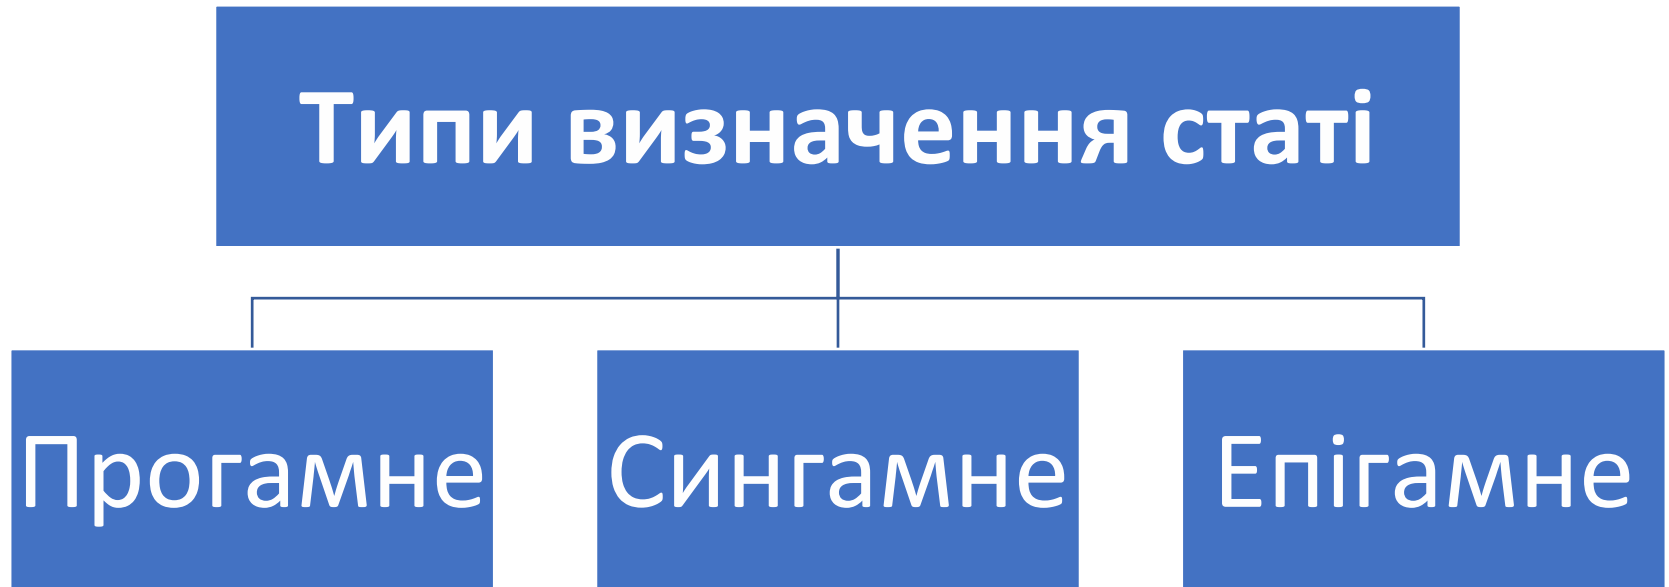 Типи визначення статі
Прогамне
Сингамне
Епігамне